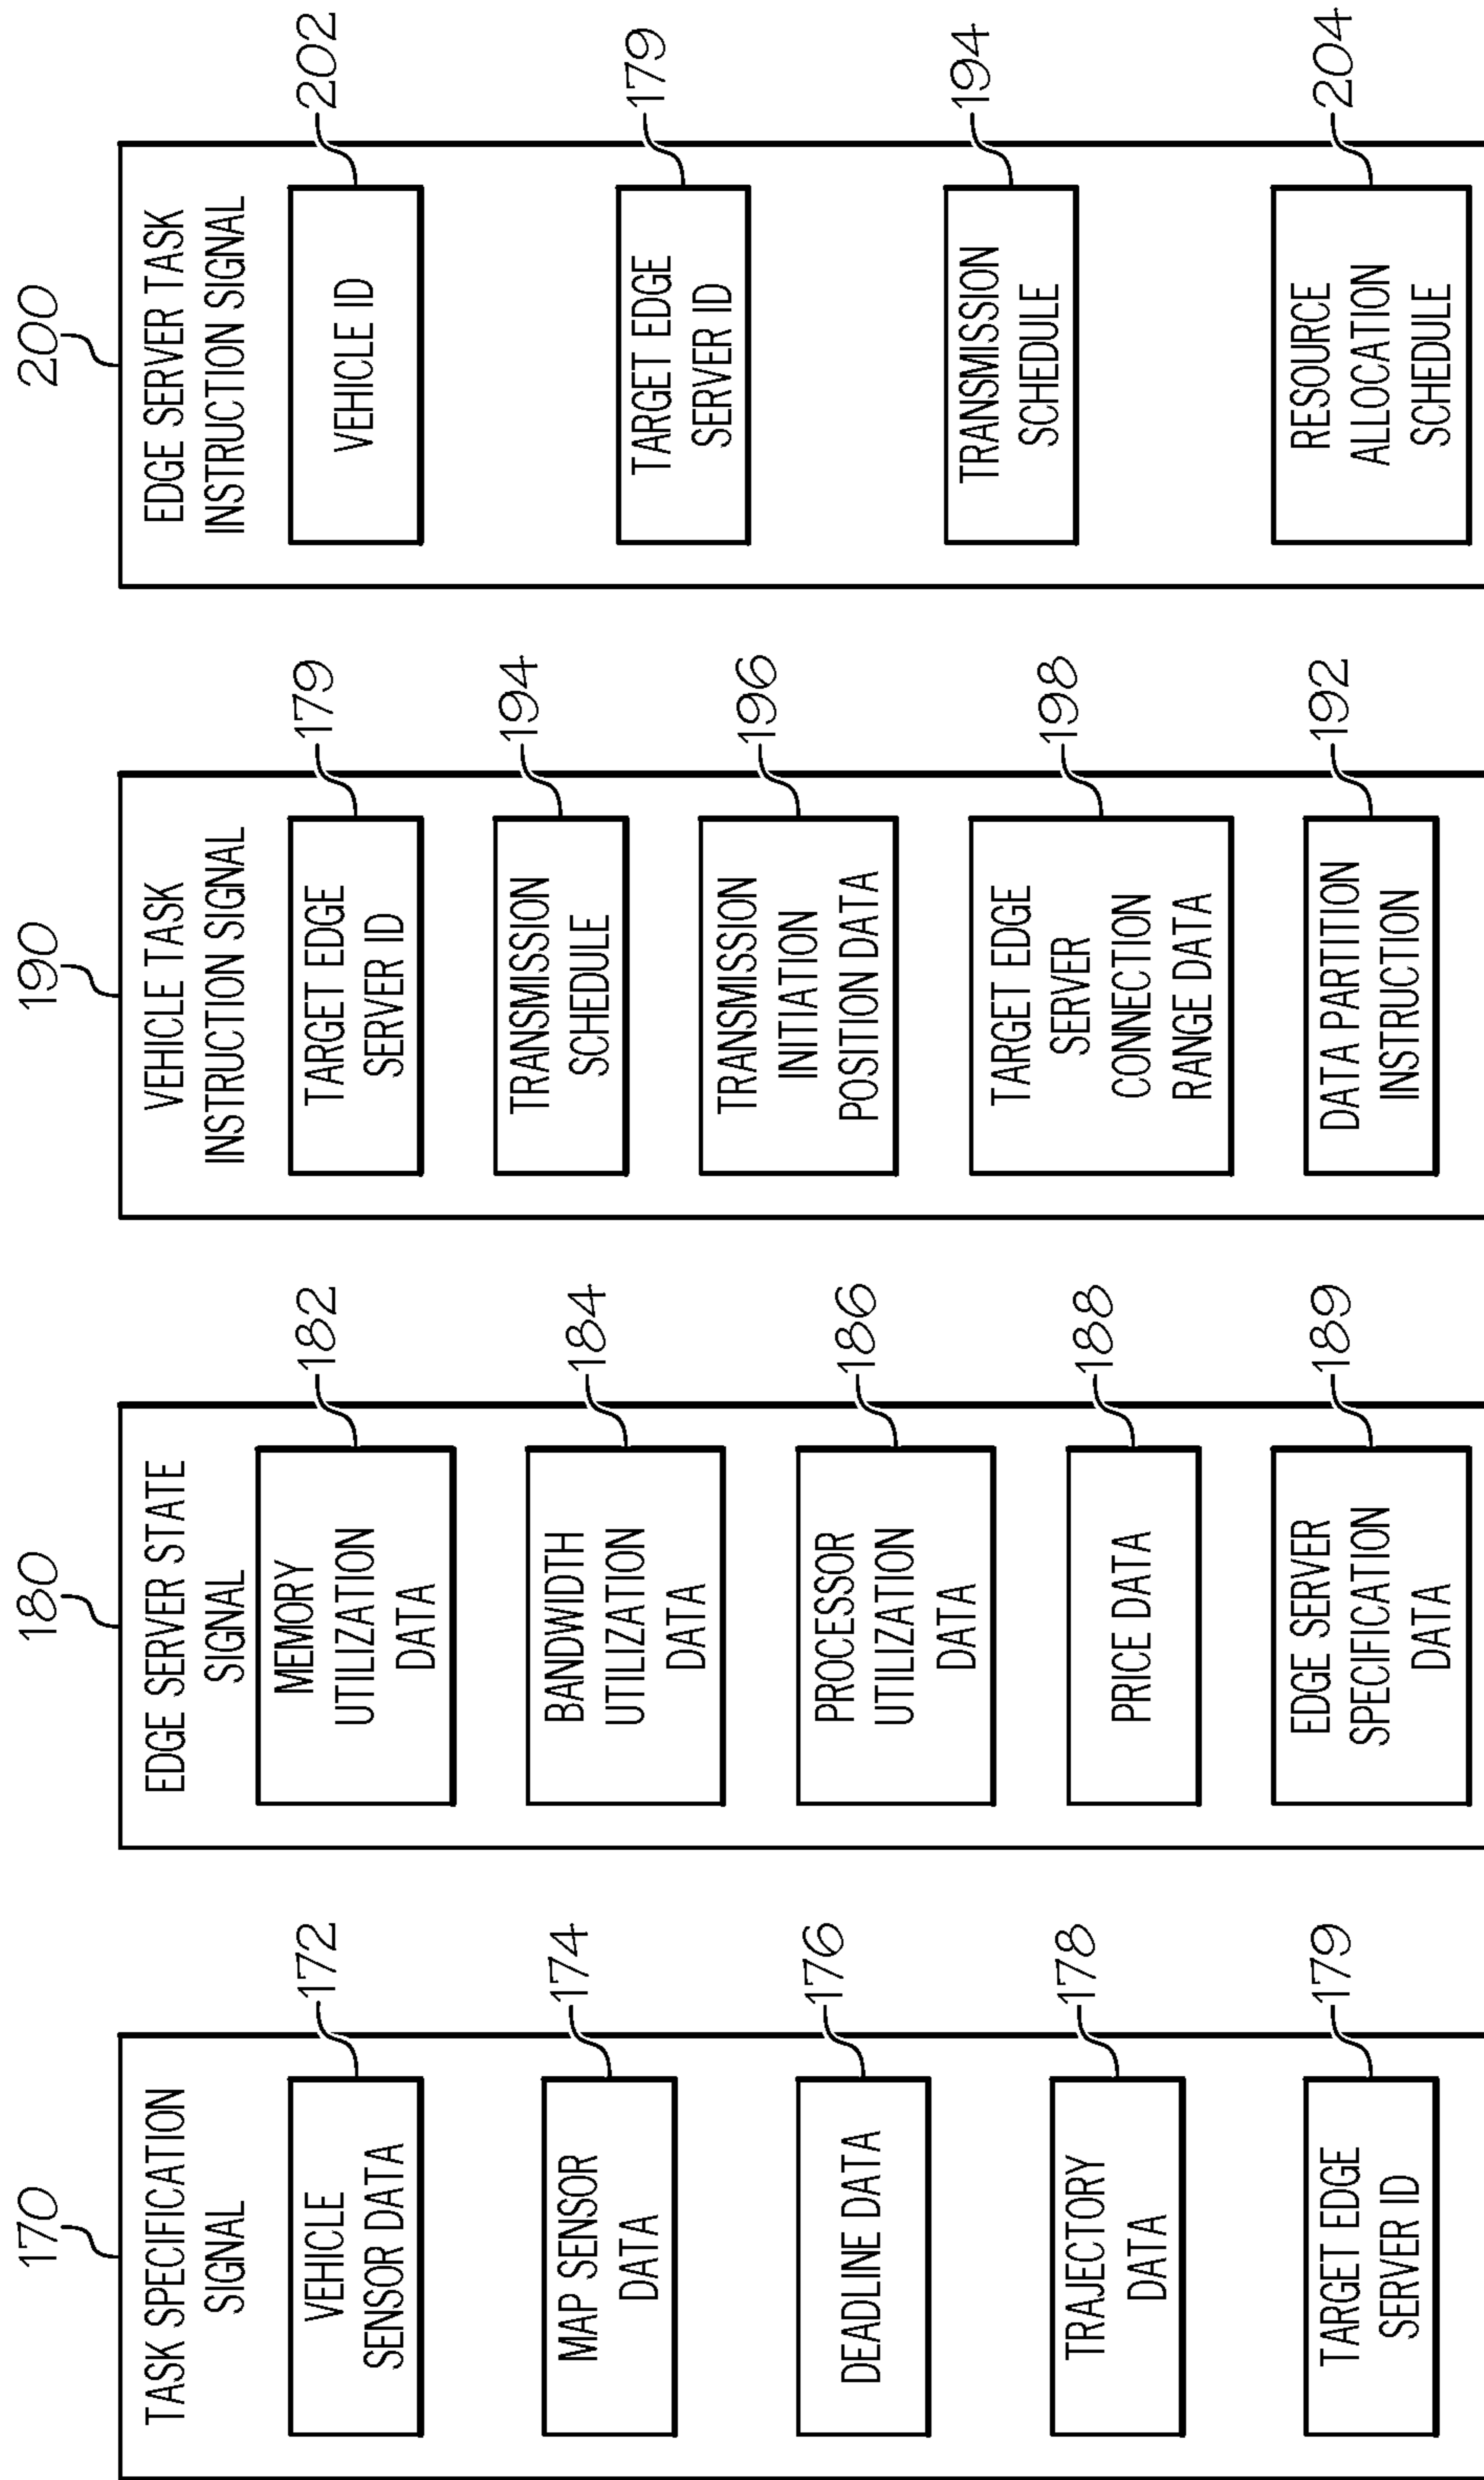 170
TASK SPECIFICATION
SIGNAL
VEHICLE
SENSOR DATA
172
MAP SENSOR
DATA
174
DEADLINE DATA
176
TRAJECTORY
DATA
178
TARGET EDGE
SERVER ID
179
180
EDGE SERVER STATE
SIGNAL
MEMORY
UTILIZATION
DATA
182
BANDWIDTH
UTILIZATION
DATA
184
PROCESSOR
UTILIZATION
DATA
186
PRICE DATA
188
EDGE SERVER
SPECIFICATION
DATA
189
190
VEHICLE TASK
INSTRUCTION SIGNAL
TARGET EDGE
SERVER ID
179
TRANSMISSION
SCHEDULE
194
TRANSMISSION
INITIATION
POSITION DATA
196
TARGET EDGE
SERVER
CONNECTION
RANGE DATA
198
DATA PARTITION
INSTRUCTION
192
200
EDGE SERVER TASK
INSTRUCTION SIGNAL
VEHICLE ID
202
TARGET EDGE
SERVER ID
179
TRANSMISSION
SCHEDULE
194
RESOURCE
ALLOCATION
SCHEDULE
204